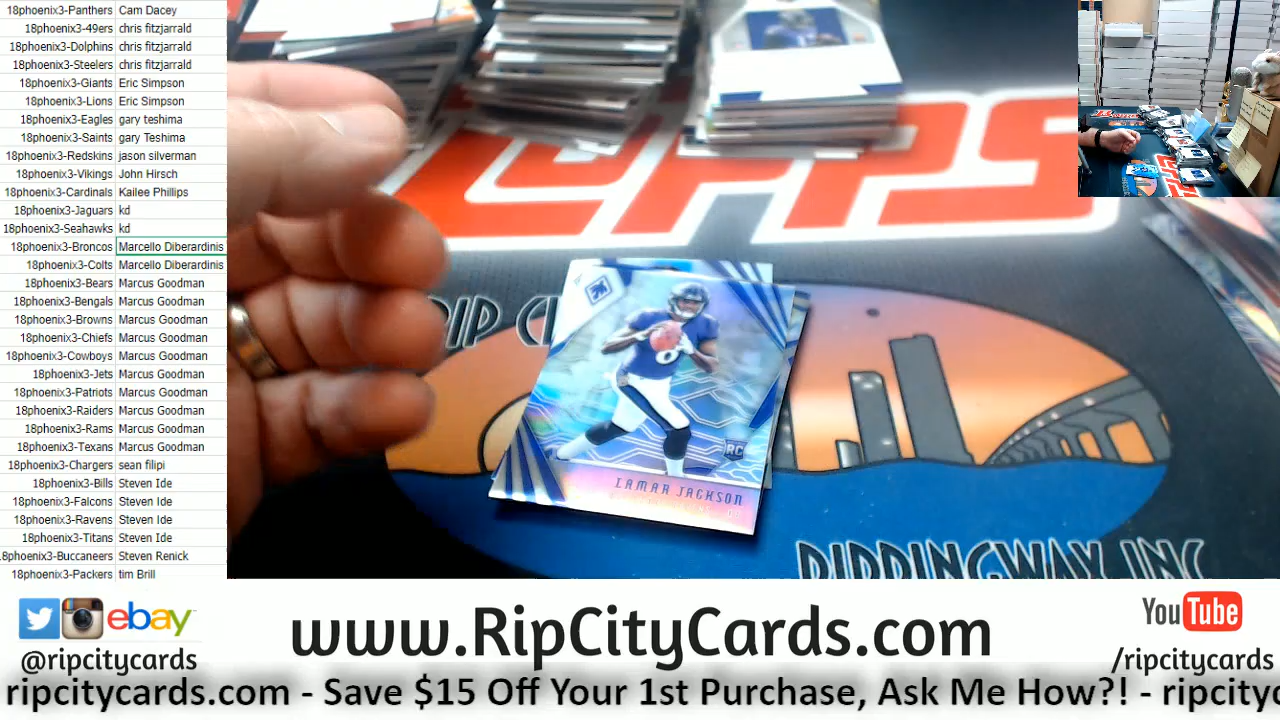 18phoenix3-Panthers Cam Dacey
18phoenix3-49ers chris fitzjarrald
18phoenix3-Dolphins chris fitzjarrald
18phoenix3-Steelers chris fitzjarrald
18phoenix3-Giants Eric Simpson
18phoenix3-Lions Eric Simpson
18phoenix3-Eagles gary teshima
18phoenix3-Saints gary Teshima
18phoenix3-Redskins jason silverman
18phoenix3-Vikings John Hirsch
18phoenix3-Cardinals Kailee Phillips
18phoenix3-Jaguars kd
18phoenix3-Seahawks kd
18phoenix3-Broncos Marcello Diberardinis
18phoenix3-Colts Marcello Diberardinis
18phoenix3-Bears Marcus Goodman
18phoenix3-Bengals Marcus Goodman
18phoenix3-Browns Marcus Goodman
18phoenix3-Chiefs Marcus Goodman
18phoenix3-Cowboys Marcus Goodman
18phoenix3-Jets Marcus Goodman
18phoenix3-Patriots Marcus Goodman
18phoenix3-Raiders Marcus Goodman
18phoenix3-Rams Marcus Goodman
18phoenix3-Texans Marcus Goodman
18phoenix3-Chargers sean filipi
18phoenix3-Bills Steven Ide
18phoenix3-Falcons Steven Ide
18phoenix3-Ravens Steven Ide
18phoenix3-Titans Steven Ide
18phoenix3-Buccaneers Steven Renick
18phoenix3-Packers tim Brill
RIP C
8
RC
LAMAR JACKSON
RIPPINGWAX, INC
ebay
@ripcitycards
www.RipCityCards.com
YouTube
/ripcitycards
ripcitycards.com - Save $15 Off Your 1st Purchase, Ask Me How?! - ripcityc